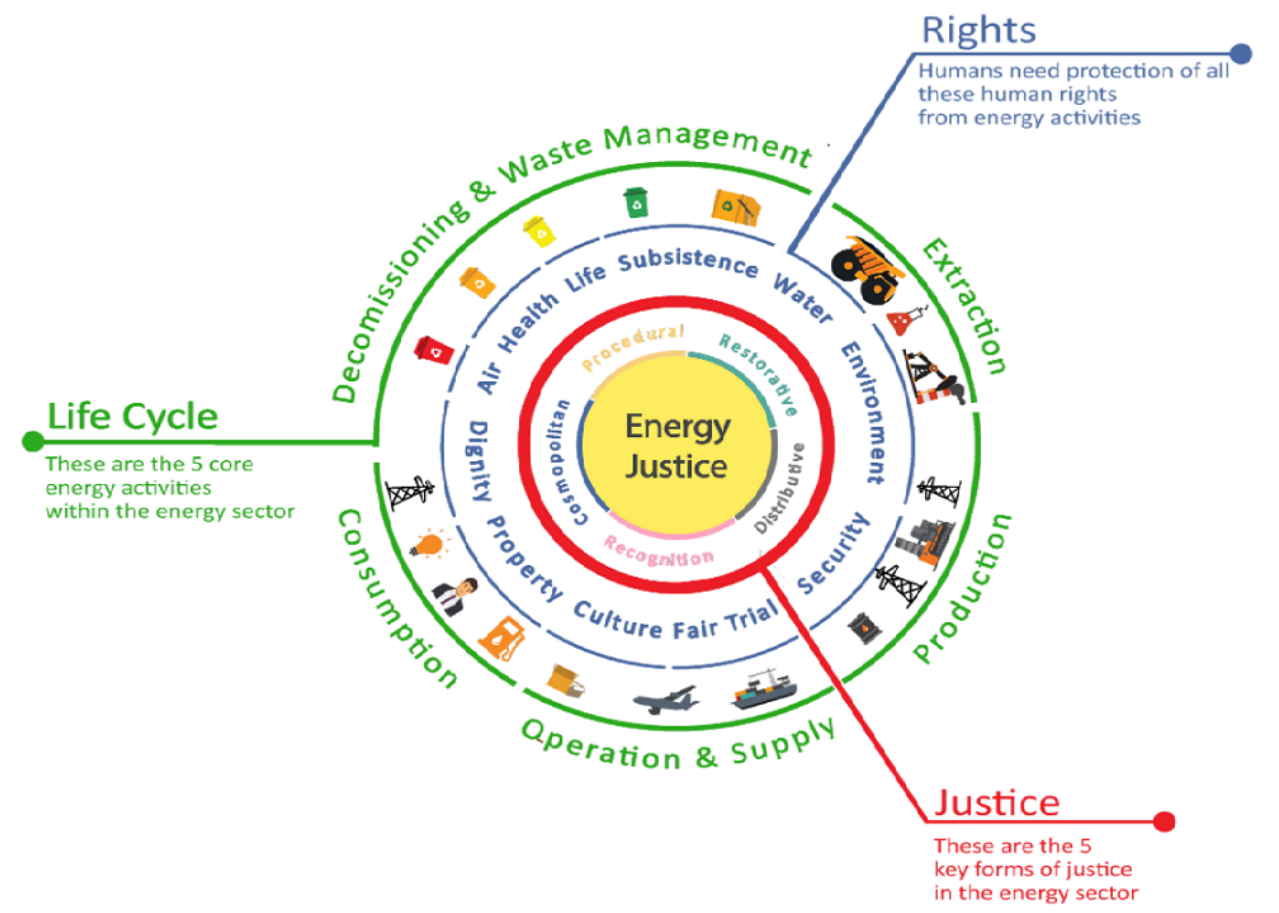 Rights
Humans need protection of all
these human rights
from energy activities
Decomissioning & Waste Management
Extraction
Production
Operation & Supply
Consumption
Life Cycle
These are the 5 core
energy activities
within the energy sector
Air
Health
Life
Subsistence
Water
Environment
Security
Fair Trial
Culture
Property
Dignity
Procedural
Restorative
Distributive
Recognition
Cosmopolitan
Energy
Justice
Justice
These are the 5
key forms of justice
in the energy sector